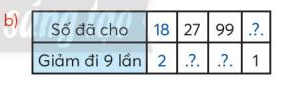 b)
Số đã cho 18 27 99 .?.
Giảm đi 9 lần 2 .?. .?. 1